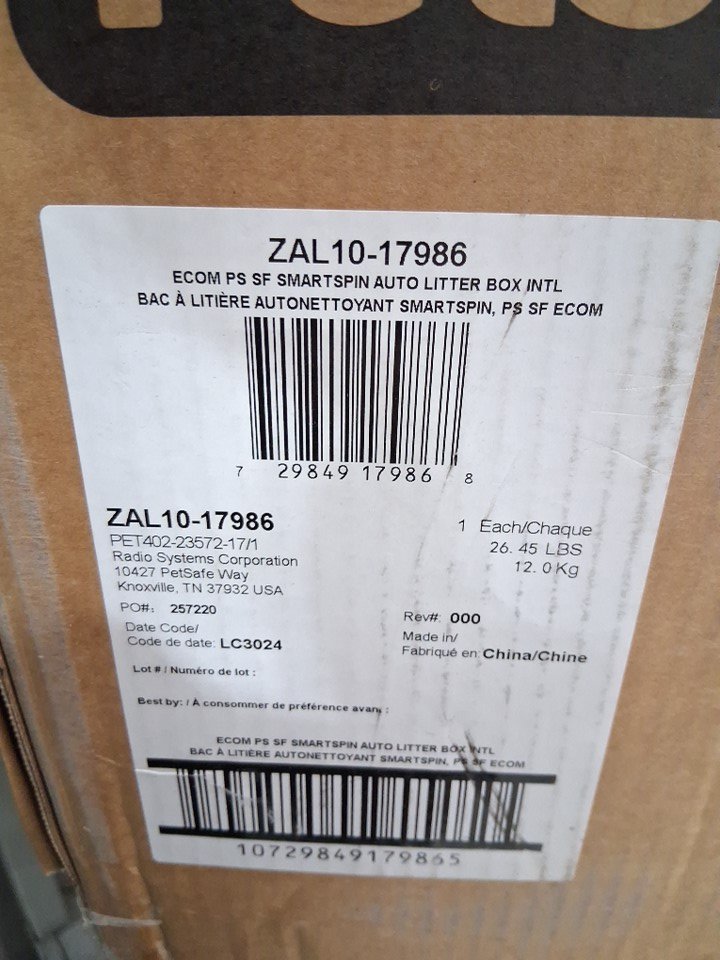 ZAL10-17986
ECOM PS SF SMARTSPIN AUTO LITTER BOX INTL
BAC À LITIÈRE AUTONETTOYANT SMARTSPIN, PS SF ECOM
7 29849 17986 8
ZAL10-17986
PET402-23572-17/1
Radio Systems Corporation
10427 PetSafe Way
Knoxville, TN 37932 USA
PO#: 257220
Date Code/
Code de date: LC3024
Lot # / Numéro de lot :
Best by: / À consommer de préférence avant :
1 Each/Chaque
26.45 LBS
12.0Kg
Rev#: 000
Made in/
Fabriqué en: China/Chine
ECOM PS SF SMARTSPIN AUTO LITTER BOX INTL
BAC À LITIÈRE AUTONETTOYANT SMARTSPIN, PS SF ECOM
10729849179865